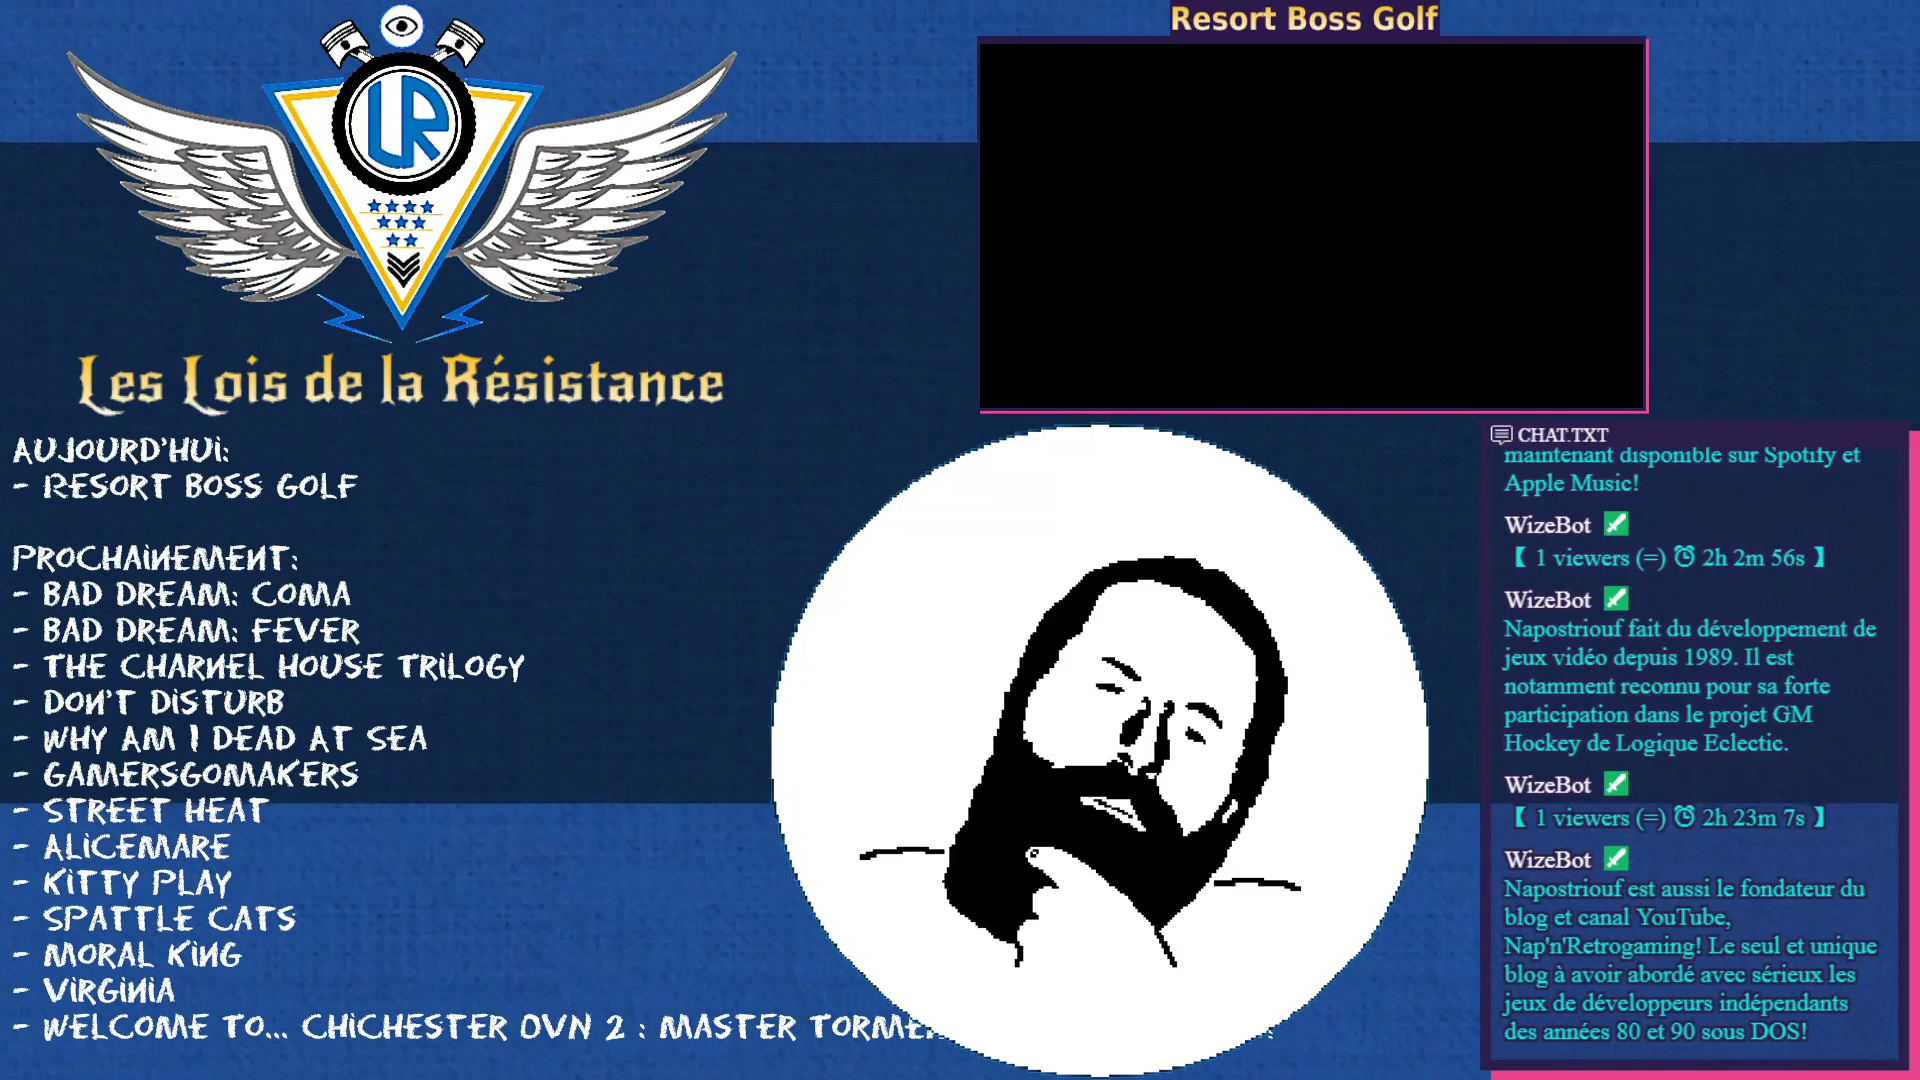 LR
Les Lois de la Résistance
AUJOURD'HUI:
- RESORT BOSS GOLF
PROCHAINEMENT:
- BAD DREAM: COMA
- BAD DREAM: FEVER
- THE CHARNEL HOUSE TRILOGY
- DON'T DISTURB
- WHY AM I DEAD AT SEA
- GAMERSGOMAKERS
- STREET HEAT
- ALICEMARE
- KITTY PLAY
- SPATTLE CATS
- MORAL KING
- VIRGINIA
- WELCOME TO... CHICHESTER OVN 2 : MASTER
Resort Boss Golf
CHAT.TXT
maintenant disponible sur Spotify et
Apple Music!
WizeBot
【 1 viewers (=) ⏰ 2h 2m 56s 】
WizeBot
Napostriouf fait du développement de
jeux vidéo depuis 1989. Il est
notamment reconnu pour sa forte
participation dans le projet GM
Hockey de Logique Eclectic.
WizeBot
【 1 viewers (=) ⏰ 2h 23m 7s 】
WizeBot
Napostriouf est aussi le fondateur du
blog et canal YouTube,
Nap'n'Retrogaming! Le seul et unique
blog à avoir abordé avec sérieux les
jeux de développeurs indépendants
des années 80 et 90 sous DOS!